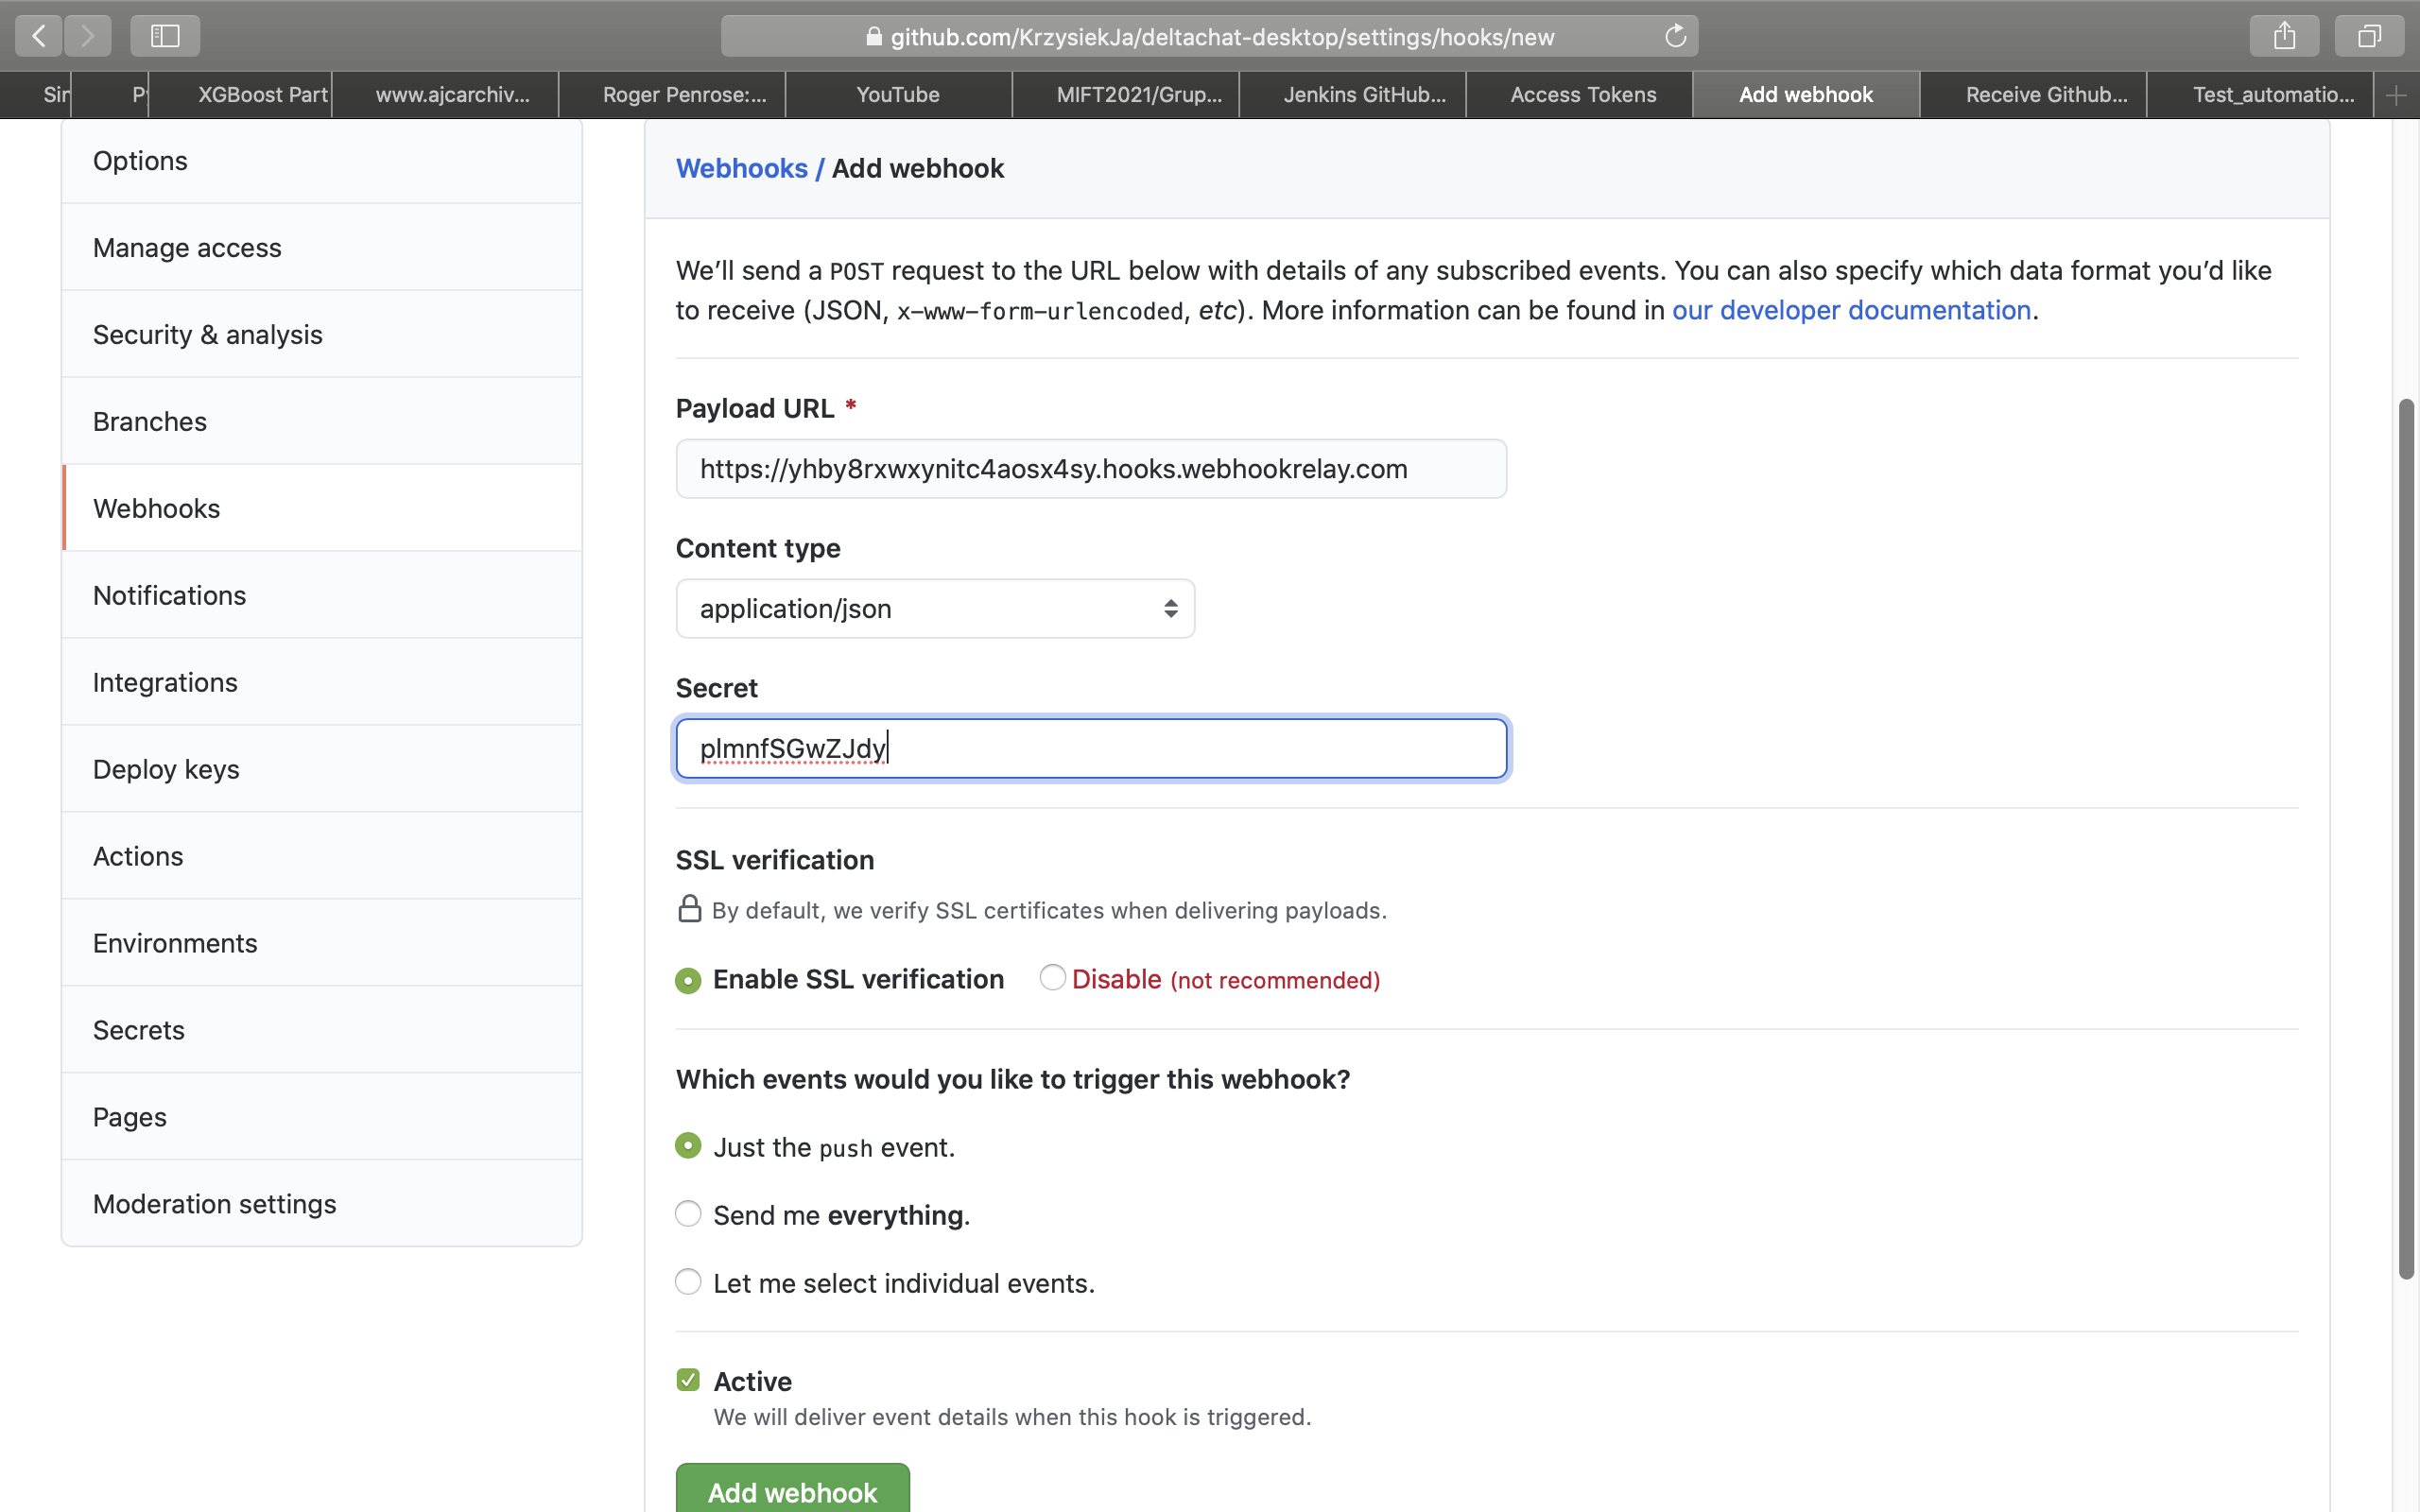 github.com/KrzysiekJa/deltachat-desktop/settings/hooks/new
Sin
XGBoost Part
www.ajcarchiv...
Roger Penrose:...
YouTube
MIFT2021/Grup...
Jenkins GitHub...
Access Tokens
Add webhook
Receive Github...
Test_automatio...
Options
Manage access
Security & analysis
Branches
Webhooks
Notifications
Integrations
Deploy keys
Actions
Environments
Secrets
Pages
Moderation settings
Webhooks / Add webhook
We’ll send a POST request to the URL below with details of any subscribed events. You can also specify which data format you’d like
to receive (JSON, x-www-form-urlencoded, etc). More information can be found in our developer documentation.
Payload URL *
https://yhby8rxwxynitc4aosx4sy.hooks.webhookrelay.com
Content type
application/json
Secret
plmnfSGwZJdy
SSL verification
By default, we verify SSL certificates when delivering payloads.
Enable SSL verification
Disable (not recommended)
Which events would you like to trigger this webhook?
Just the push event.
Send me everything.
Let me select individual events.
Active
We will deliver event details when this hook is triggered.
Add webhook